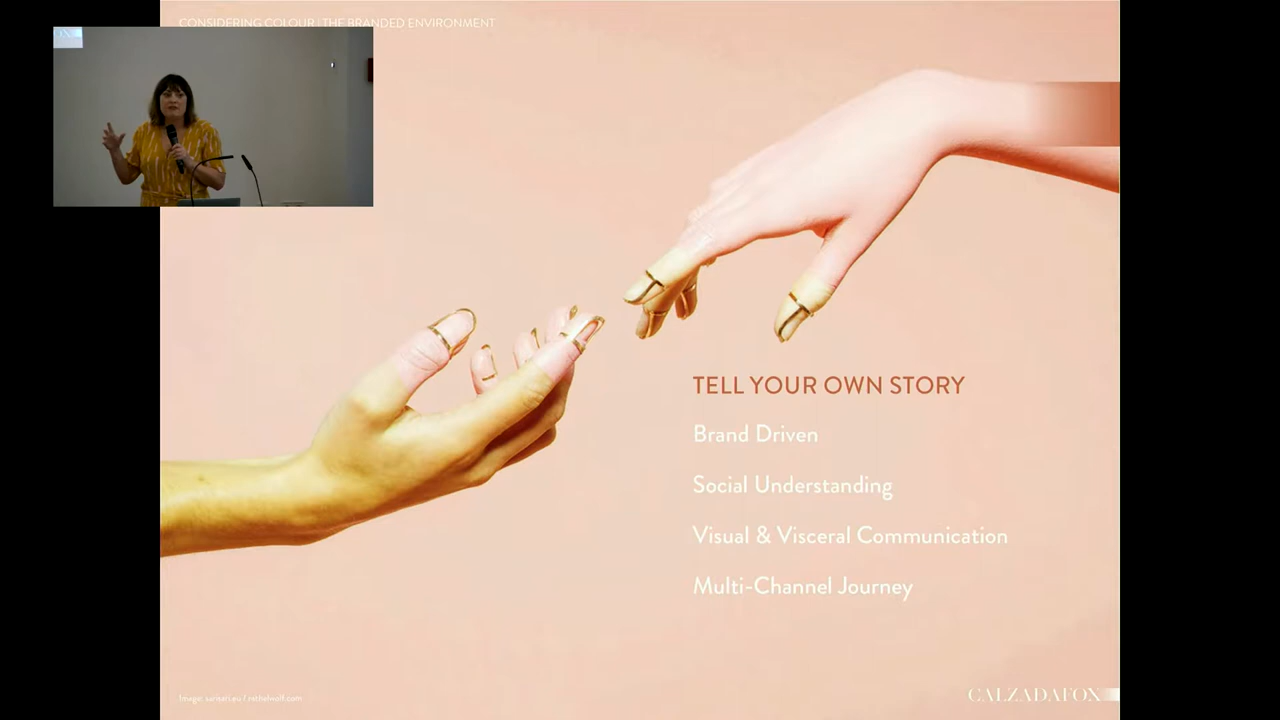 CONSIDERING COLOUR | THE BRANDED ENVIRONMENT
TELL YOUR OWN STORY
Brand Driven
Social Understanding
Visual & Visceral Communication
Multi-Channel Journey
CALZADAFOX